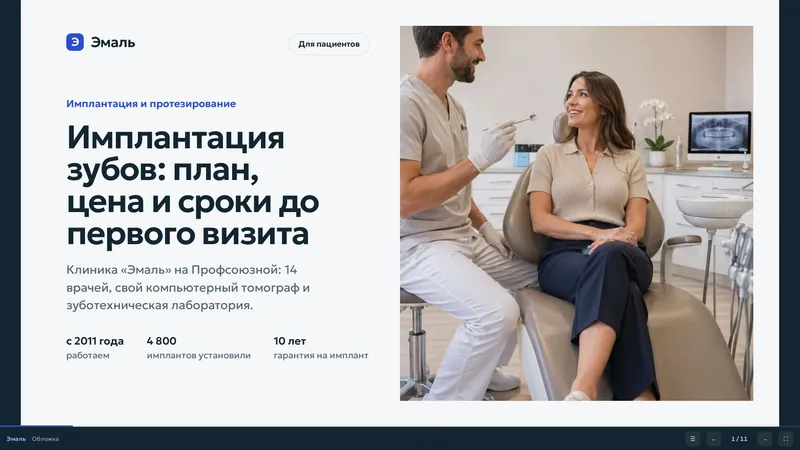 Э Эмаль
Для пациентов
Имплантация и протезирование
Имплантация
зубов: план,
цена и сроки до
первого визита
Клиника «Эмаль» на Профсоюзной: 14
врачей, свой компьютерный томограф и
зуботехническая лаборатория.
с 2011 года
работаем
4 800
имплантов установили
10 лет
гарантия на имплант
Эмаль Обложка
1 / 11